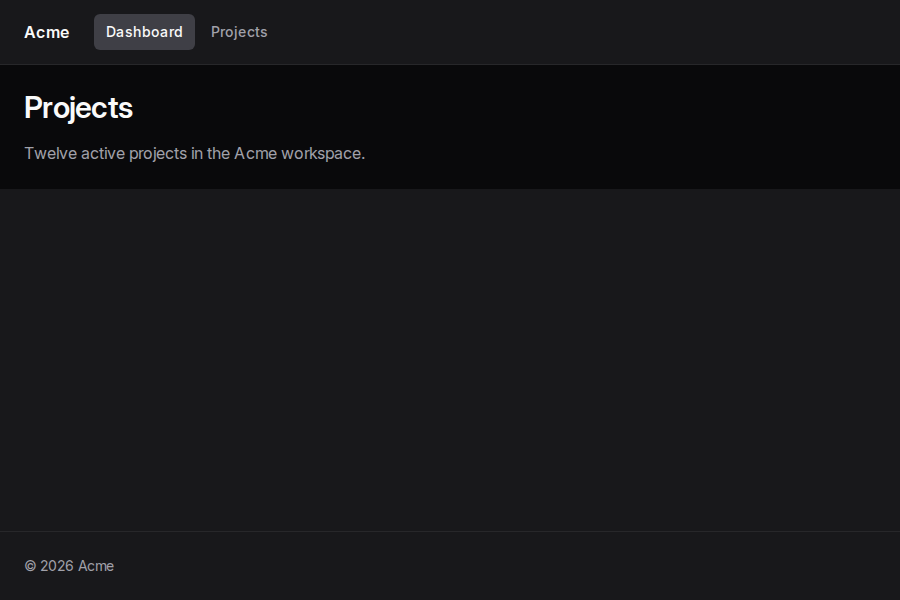 Acme Dashboard Projects
Projects
Twelve active projects in the Acme workspace.
© 2026 Acme